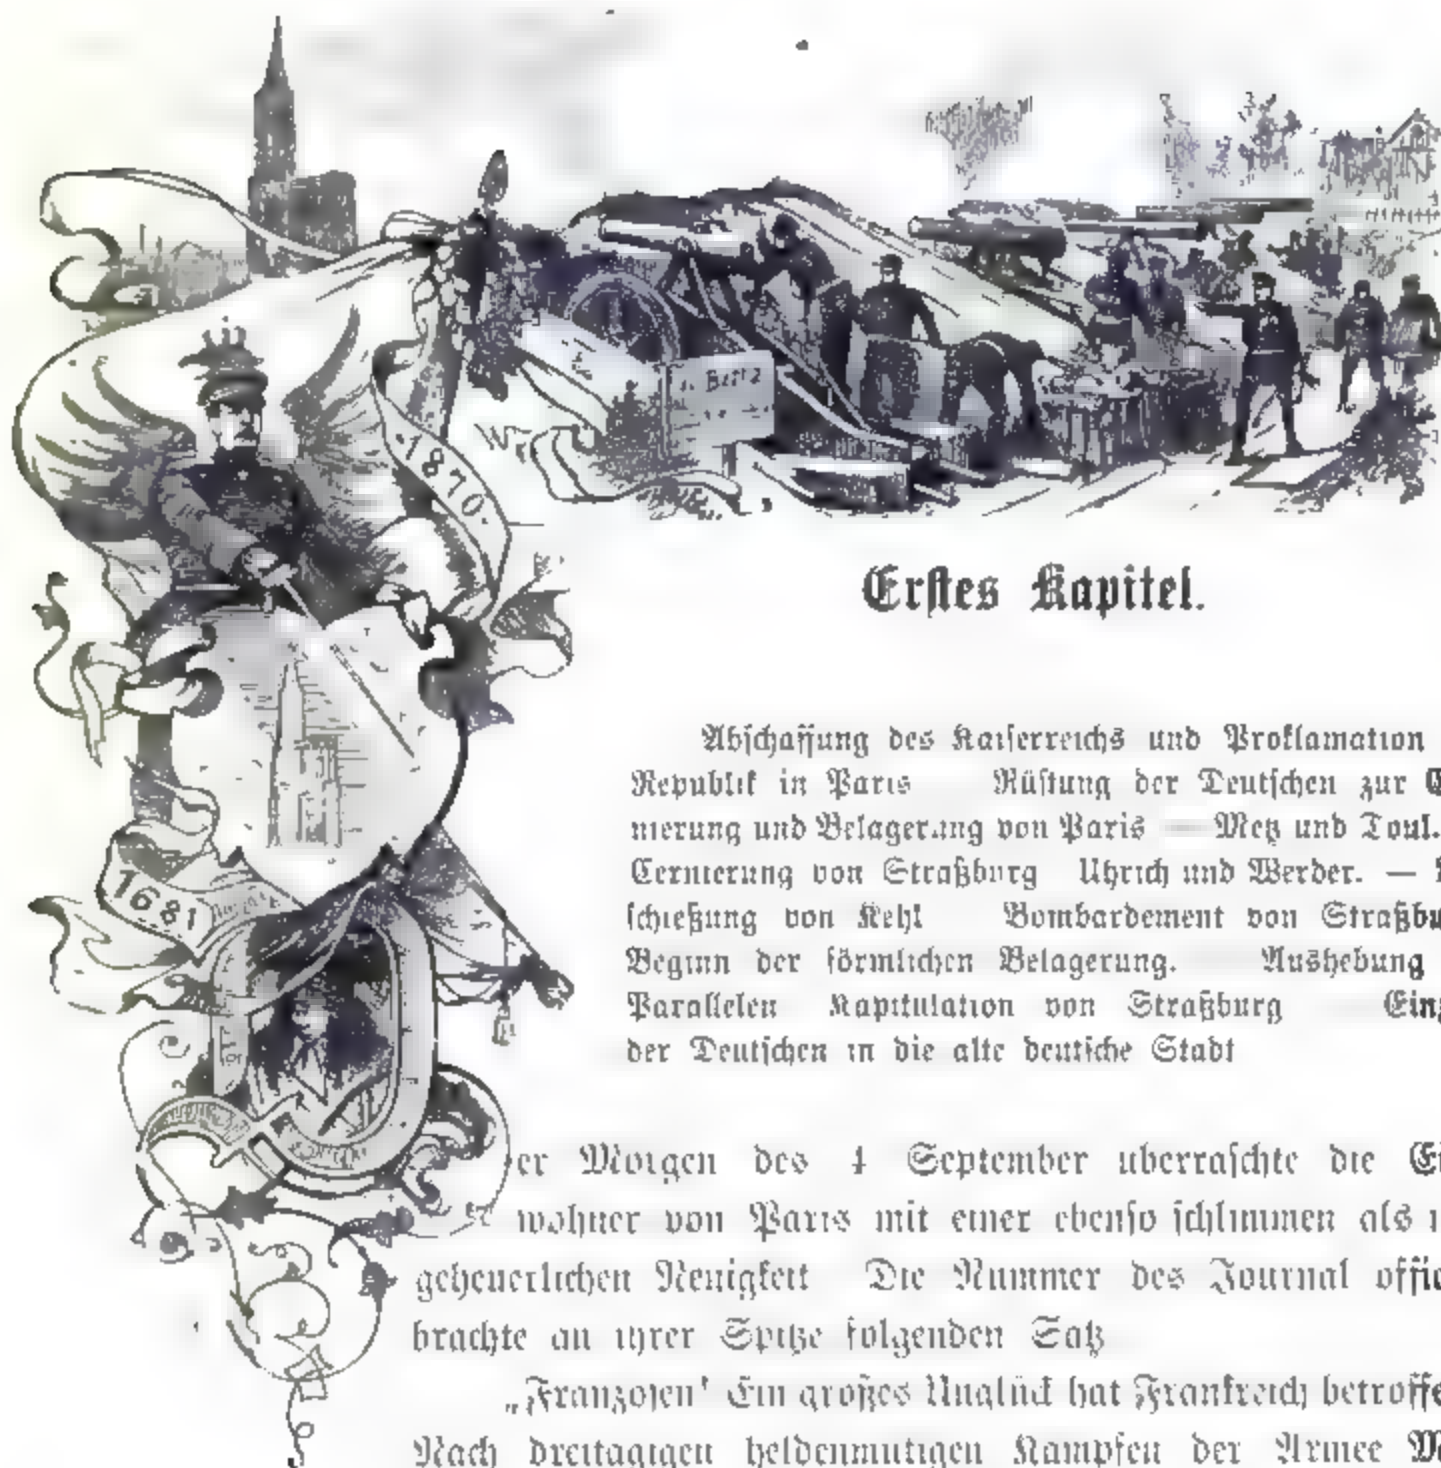 1870
1681
Erstes Kapitel.
Abschaffung des Kaiserreichs und Proklamation
Republik in Paris Rüstung der Deutschen zur
nierung und Belagerung von Paris — Metz und Toul.
Cernierung von Straßburg Uhrich und Werder. —
schießung von Kehl Bombardement von Straßbu
Beginn der förmlichen Belagerung. Aushebung
Parallelen Kapitulation von Straßburg Einz
der Deutschen in die alte deutsche Stadt
er Morgen des 4 September überraschte die Ei
wohner von Paris mit einer ebenso schlimmen als
geheuerlichen Neuigkeit Die Nummer des Journal offic
brachte an ihrer Spitze folgenden Satz
„Franzosen! Ein großes Unglück hat Frankreich betroffe
Nach dreitägigen heldenmütigen Kämpfen der Armee